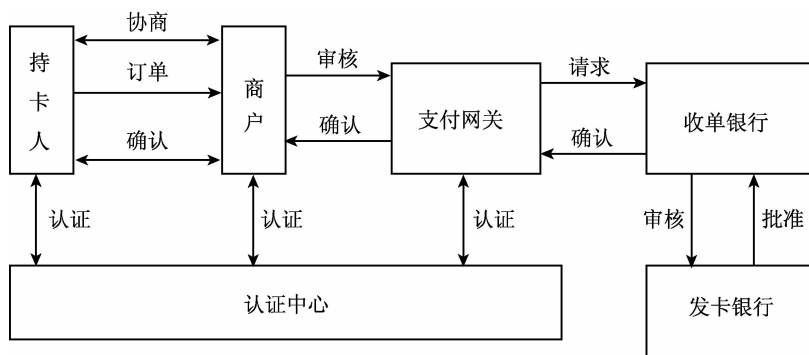 协商
持卡人
订单
确认
商户
审核
确认
支付网关
请求
确认
收单银行
认证
认证
认证
审核
批准
认证中心
发卡银行